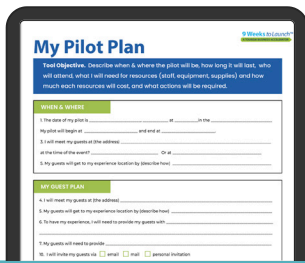 9 Weeks to Launch™
My Pilot Plan
Tool Objective. Describe when & where the pilot will be, how long it will last, who
will attend, what I will need for resources (staff, equipment, supplies) and how
much each resources will cost, and what actions will be required.
WHEN & WHERE
1. The date of my pilot is at in the
My pilot will begin at and end at
3. I will meet my guests at (the address)
at the time of the event? Or at
3. My guests will get to my experience location by (describe how)
MY GUEST PLAN
4. I will meet my guests at (address)
5. My guests will get to my experience location by (describe how)
6. To have my experience, I will need to provide my guests with
7. My guests will need to provide
10. I will invite my guests via email mail personal invitation